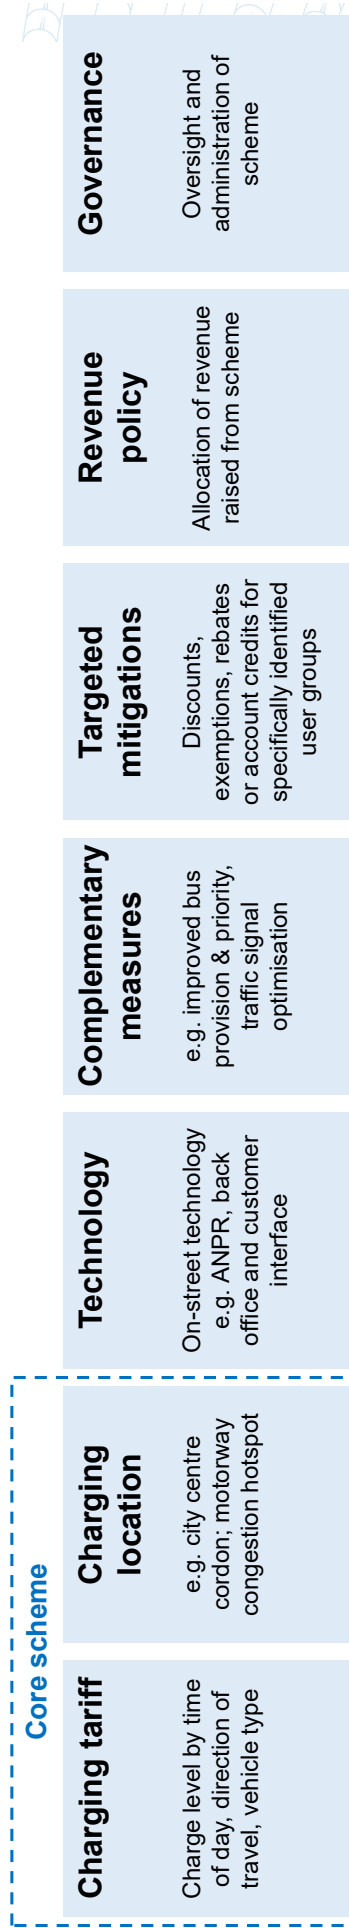 Core scheme
Charging tariff
Charge level by time
of day, direction of
travel, vehicle type
Charging
location
e.g. city centre
cordon; motorway
congestion hotspot
Technology
On-street technology
e.g. ANPR, back
office and customer
interface
Complementary
measures
e.g. improved bus
provision & priority,
traffic signal
optimisation
Targeted
mitigations
Discounts,
exemptions, rebates
or account credits for
specifically identified
user groups
Revenue
policy
Allocation of revenue
raised from scheme
Governance
Oversight and
administration of
scheme